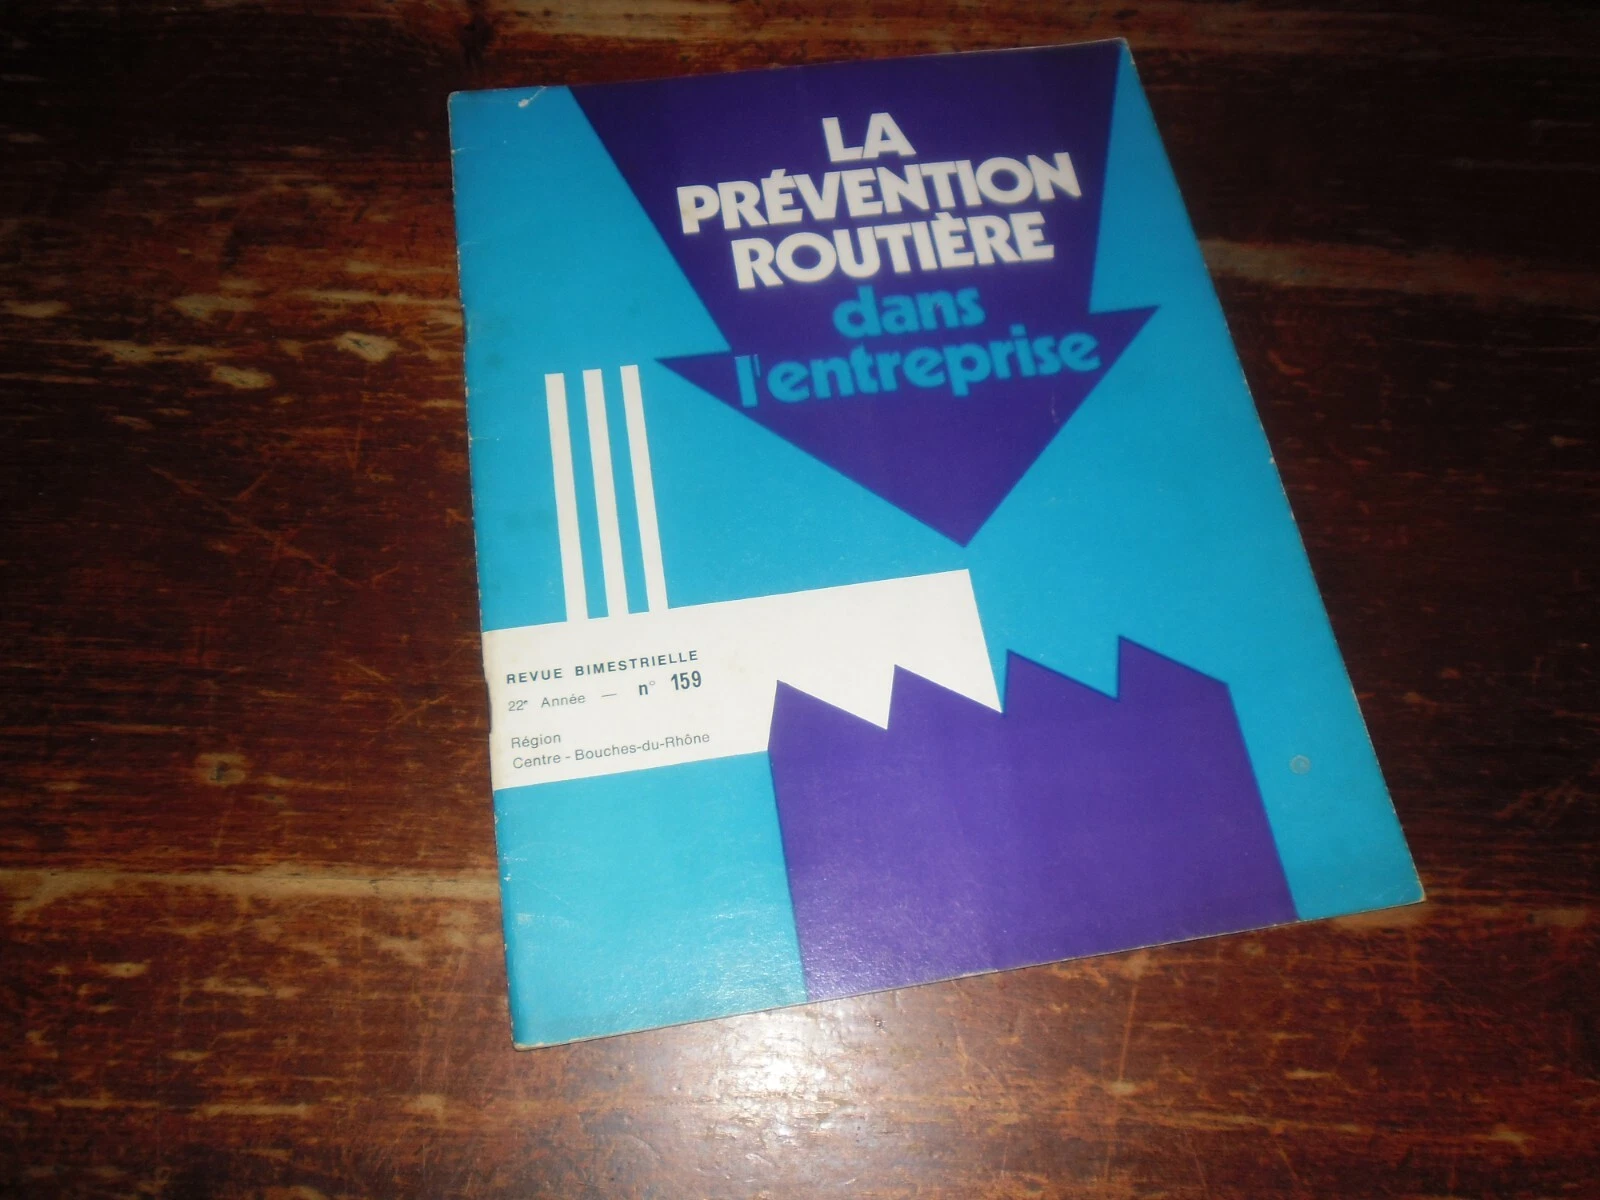 LA
PRÉVENTION
ROUTIÈRE
dans
l'entreprise
REVUE BIMESTRIELLE
22e Année — n° 159
Région
Centre - Bouches-du-Rhône